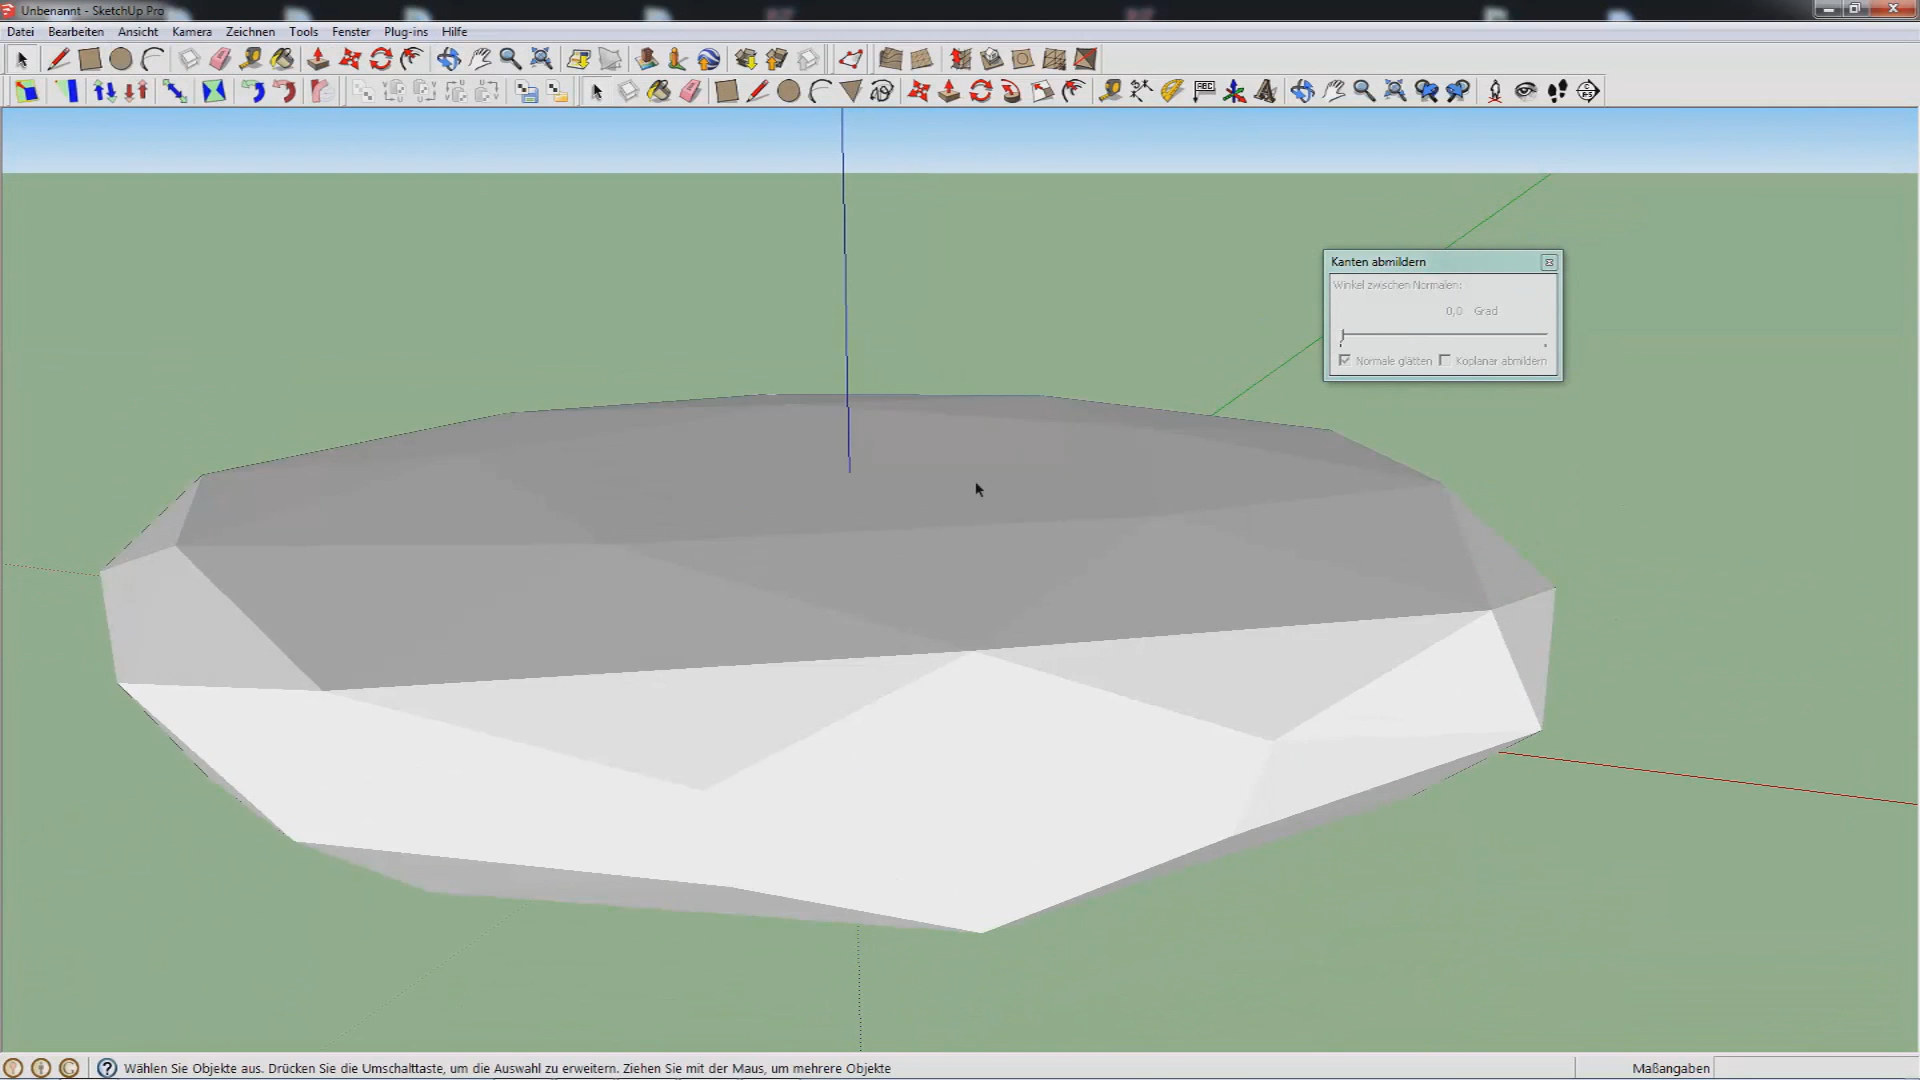 Unbenannt - SketchUp Pro
Datei Bearbeiten Ansicht Kamera Zeichnen Tools Fenster Plug-ins Hilfe
ABC
Kanten abmildern
Winkel zwischen Normalen:
0,0 Grad
Normale glätten Koplanar abmildern
Wählen Sie Objekte aus. Drücken Sie die Umschalttaste, um die Auswahl zu erweitern. Ziehen Sie mit der Maus, um mehrere Objekte
Maßangaben